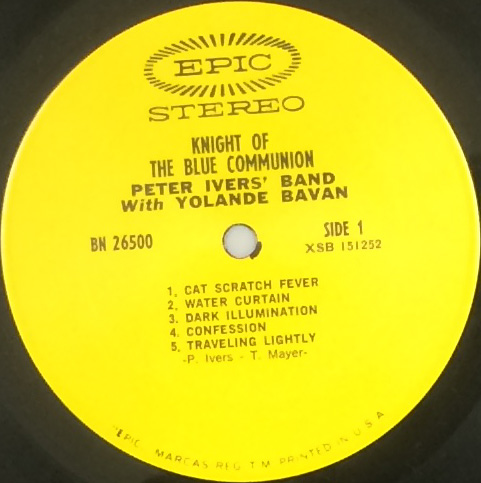 EPIC
STEREO
KNIGHT OF
THE BLUE COMMUNION
PETER IVERS' BAND
With YOLANDE BAVAN
BN 26500
SIDE 1
XSB 151252
1. CAT SCRATCH FEVER
2. WATER CURTAIN
3. DARK ILLUMINATION
4. CONFESSION
5. TRAVELING LIGHTLY
-P. Ivers - T. Mayer-
"EPIC" MARCAS REG. T.M. PRINTED IN U.S.A.